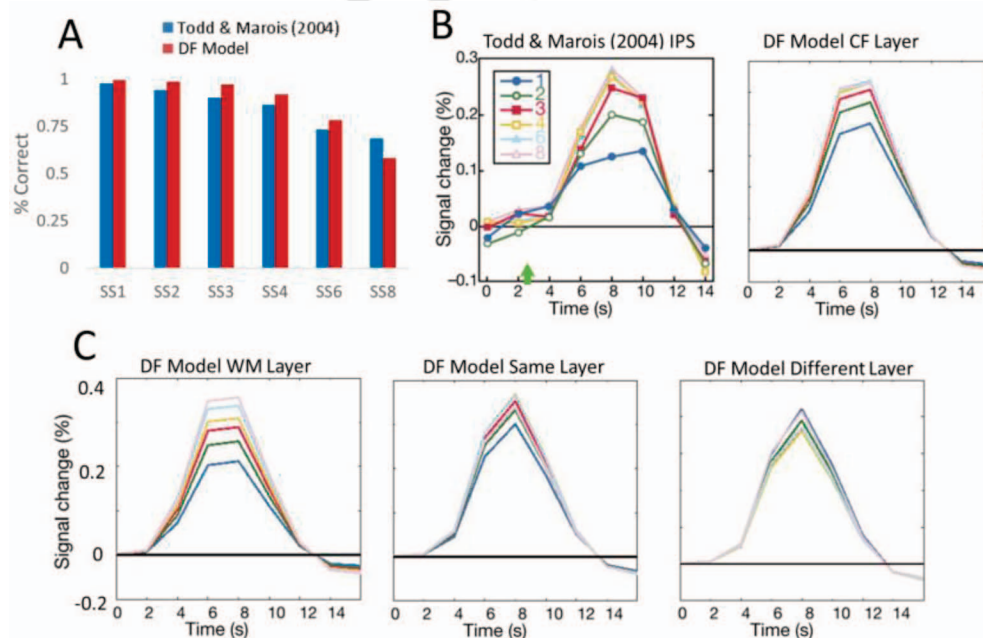 A
Todd & Marois (2004)
DF Model
% Correct
1
0.75
0.5
0.25
0
SS1 SS2 SS3 SS4 SS6 SS8
B
Todd & Marois (2004) IPS
Signal change (%)
0.3
0.2
0.1
0
–0.1
1
2
3
4
6
8
0 2 4 6 8 10 12 14
Time (s)
DF Model CF Layer
0 2 4 6 8 10 12 14
Time (s)
C
DF Model WM Layer
Signal change (%)
0.4
0.2
0
-0.2
0 2 4 6 8 10 12 14
Time (s)
DF Model Same Layer
0 2 4 6 8 10 12 14
Time (s)
DF Model Different Layer
0 2 4 6 8 10 12 14
Time (s)